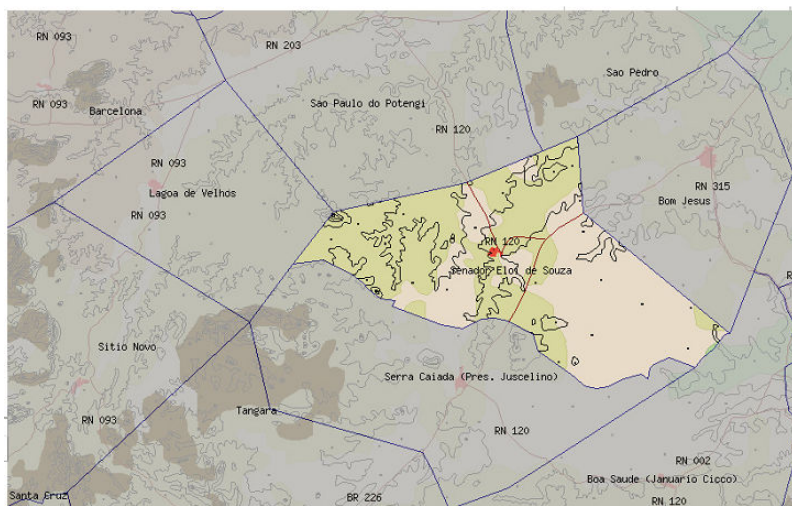 RN 093
RN 203
Sao Pedro
RN 093
Barcelona
Sao Paulo do Potengi
RN 120
RN 093
Lagoa de Velhos
RN 315
Bom Jesus
RN 093
RN 120
Senador Eloi de Souza
Sitio Novo
Serra Caiada (Pres. Juscelino)
Tangara
RN 093
RN 120
RN 002
Boa Saude (Januario Cicco)
Santa Cruz
BR 226
RN 120